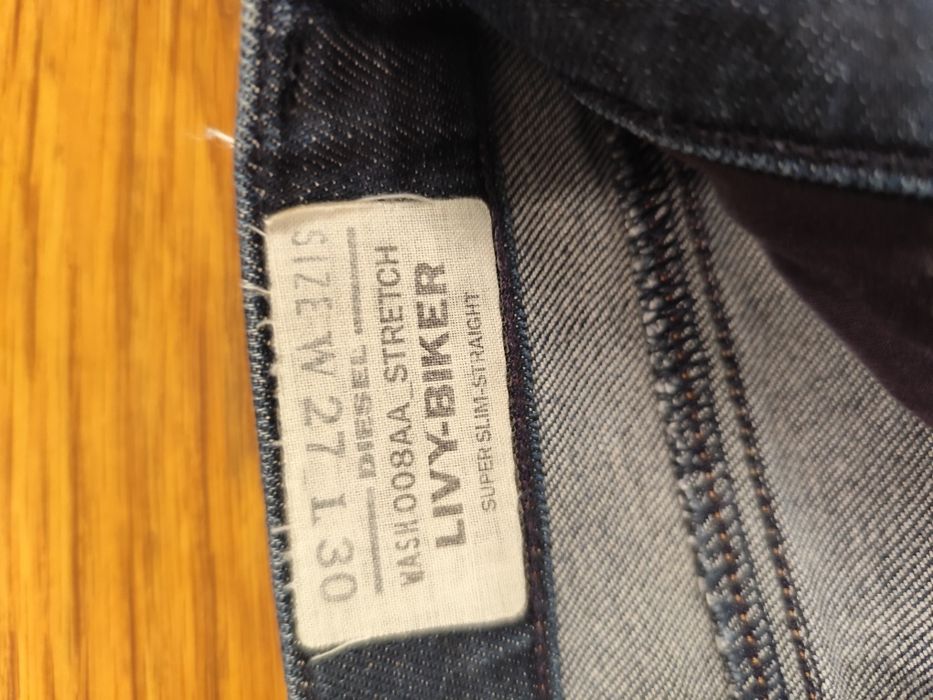 SIZE W 27 L 30
DIESEL
WASH 008AA_STRETCH
LIVY-BIKER
SUPER SLIM-STRAIGHT